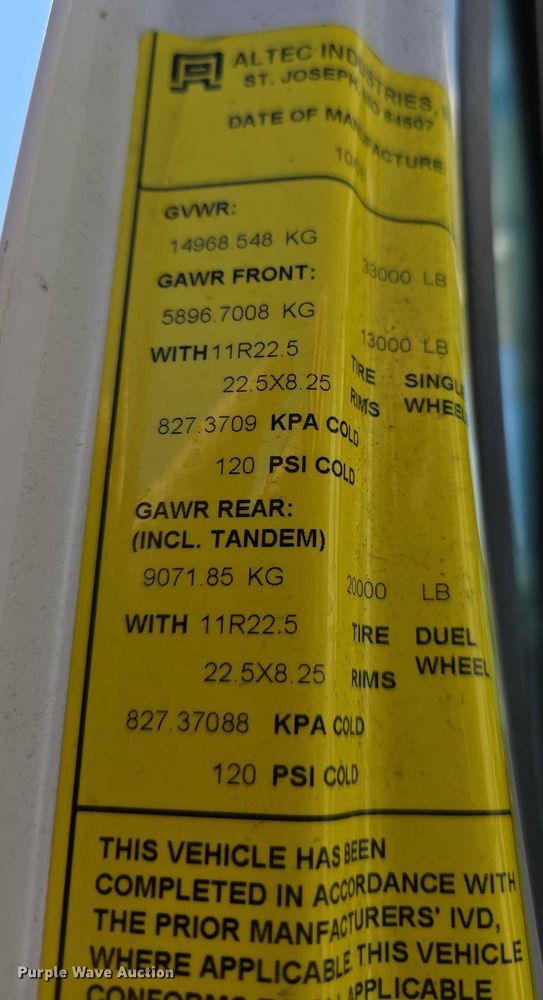 ALTEC INDUSTRIES,
ST. JOSEPH, MO 64507
DATE OF MANUFACTURE
GVWR:
14968.548 KG 33000 LB
GAWR FRONT:
5896.7008 KG 13000 LB
WITH 11R22.5 TIRE SINGLE
22.5X8.25 RIMS WHEEL
827.3709 KPA COLD
120 PSI COLD
GAWR REAR:
(INCL. TANDEM)
9071.85 KG 20000 LB
WITH 11R22.5 TIRE DUEL
22.5X8.25 RIMS WHEEL
827.37088 KPA COLD
120 PSI COLD
THIS VEHICLE HAS BEEN
COMPLETED IN ACCORDANCE WITH
THE PRIOR MANFACTURERS' IVD,
WHERE APPLICABLE THIS VEHICLE
APPLICABLE
Purple Wave Auction